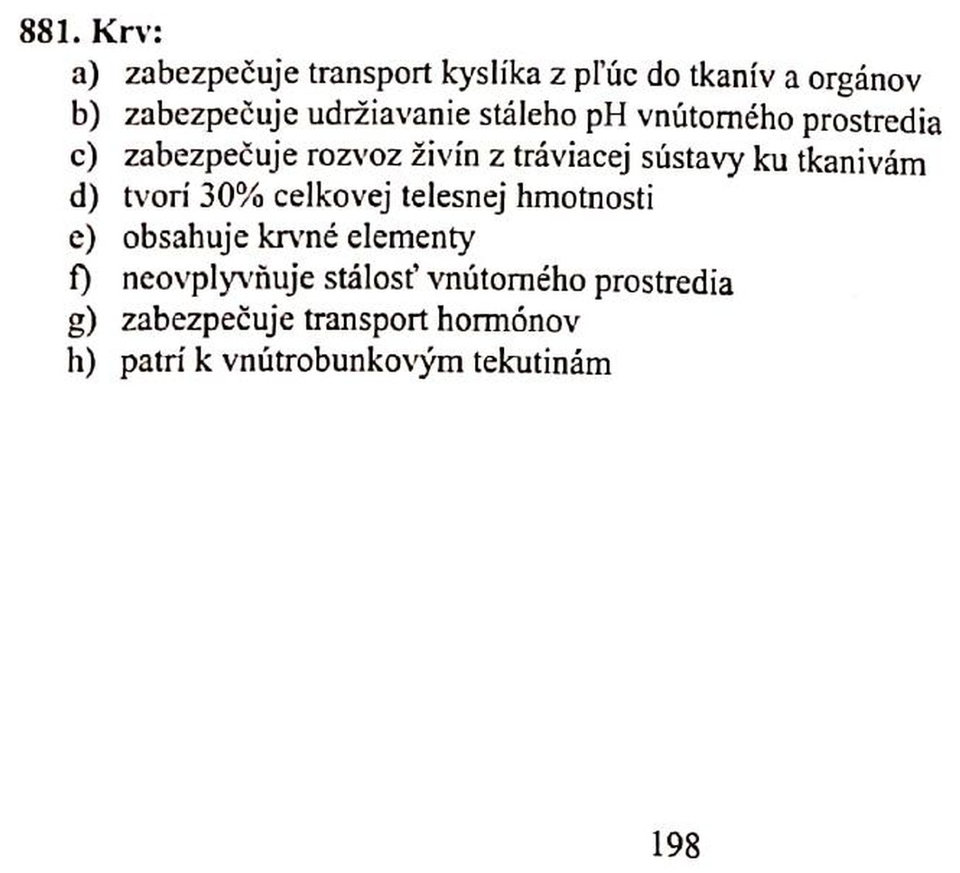 881. Krv:
a) zabezpečuje transport kyslíka z pľúc do tkanív a orgánov
b) zabezpečuje udržiavanie stáleho pH vnútorného prostredia
c) zabezpečuje rozvoz živín z tráviacej sústavy ku tkanivám
d) tvorí 30% celkovej telesnej hmotnosti
e) obsahuje krvné elementy
f) neovplyvňuje stálosť vnútorného prostredia
g) zabezpečuje transport hormónov
h) patrí k vnútrobunkovým tekutinám
198